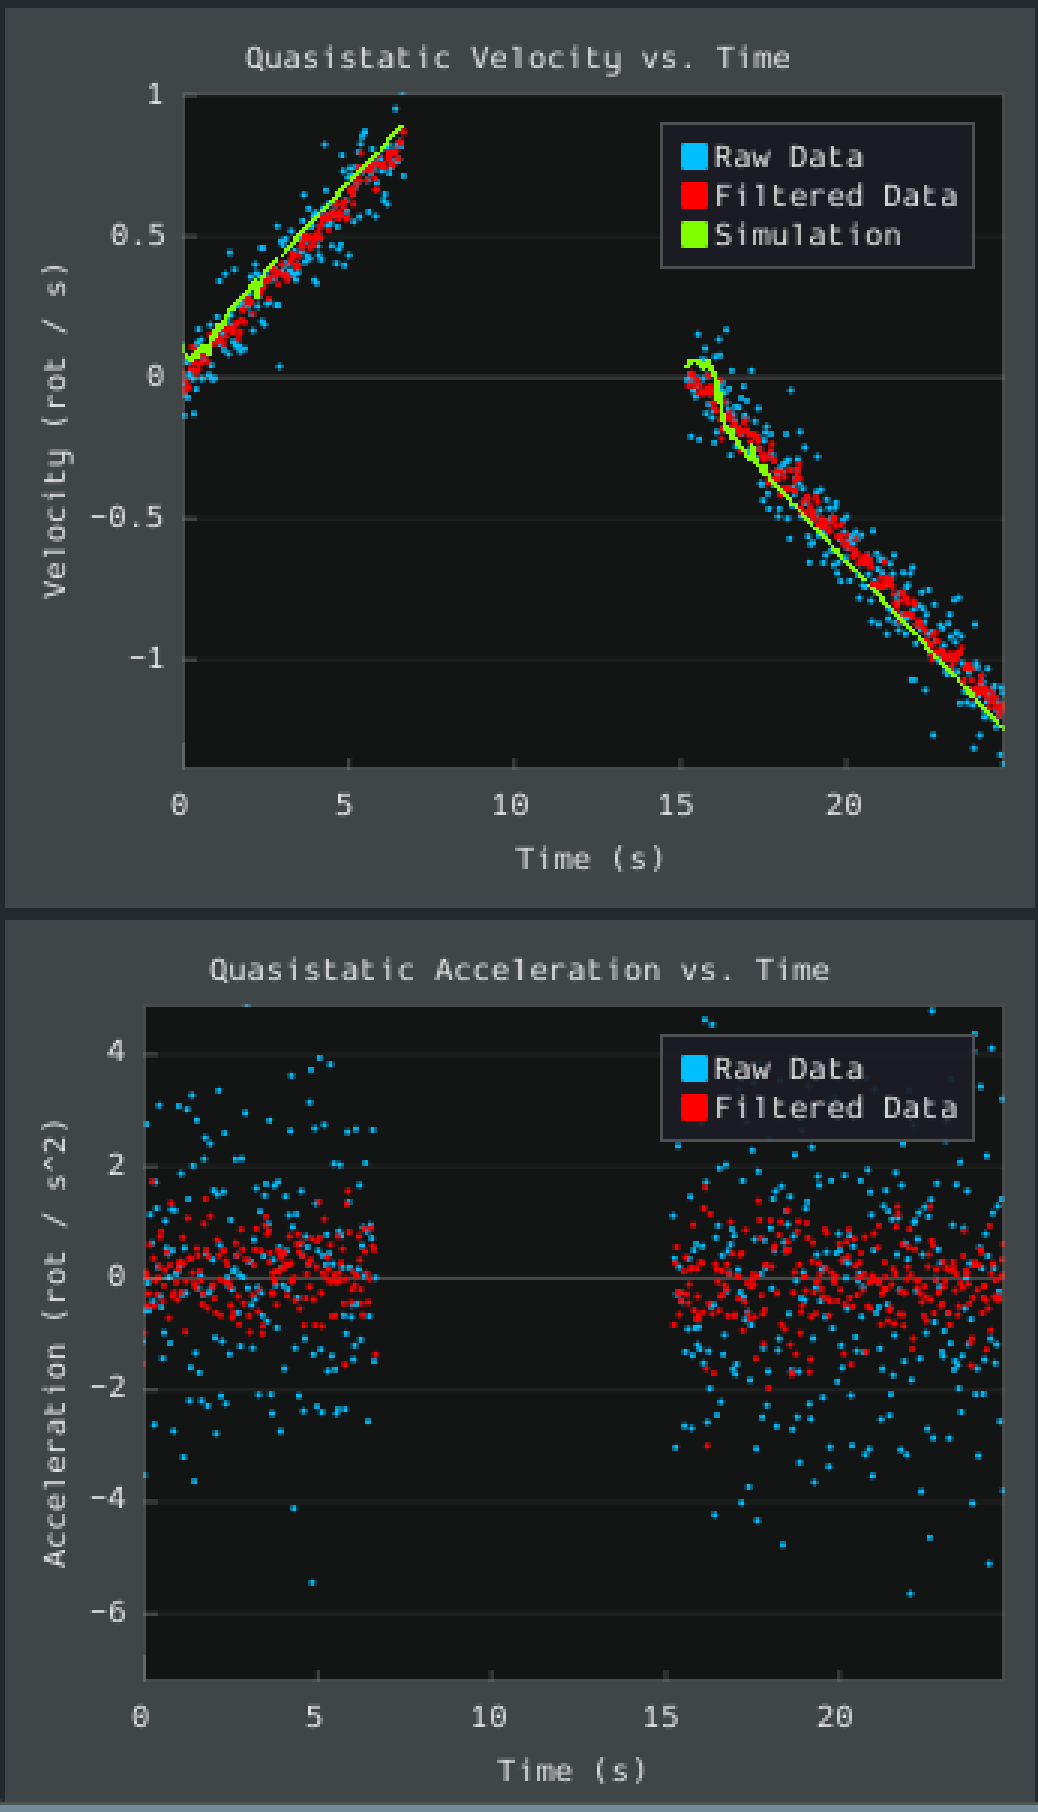 Quasistatic Velocity vs. Time
1
0.5
0
-0.5
-1
Velocity (rot / s)
Raw Data
Filtered Data
Simulation
0 5 10 15 20
Time (s)
Quasistatic Acceleration vs. Time
4
2
0
-2
-4
-6
Acceleration (rot / s^2)
Raw Data
Filtered Data
0 5 10 15 20
Time (s)